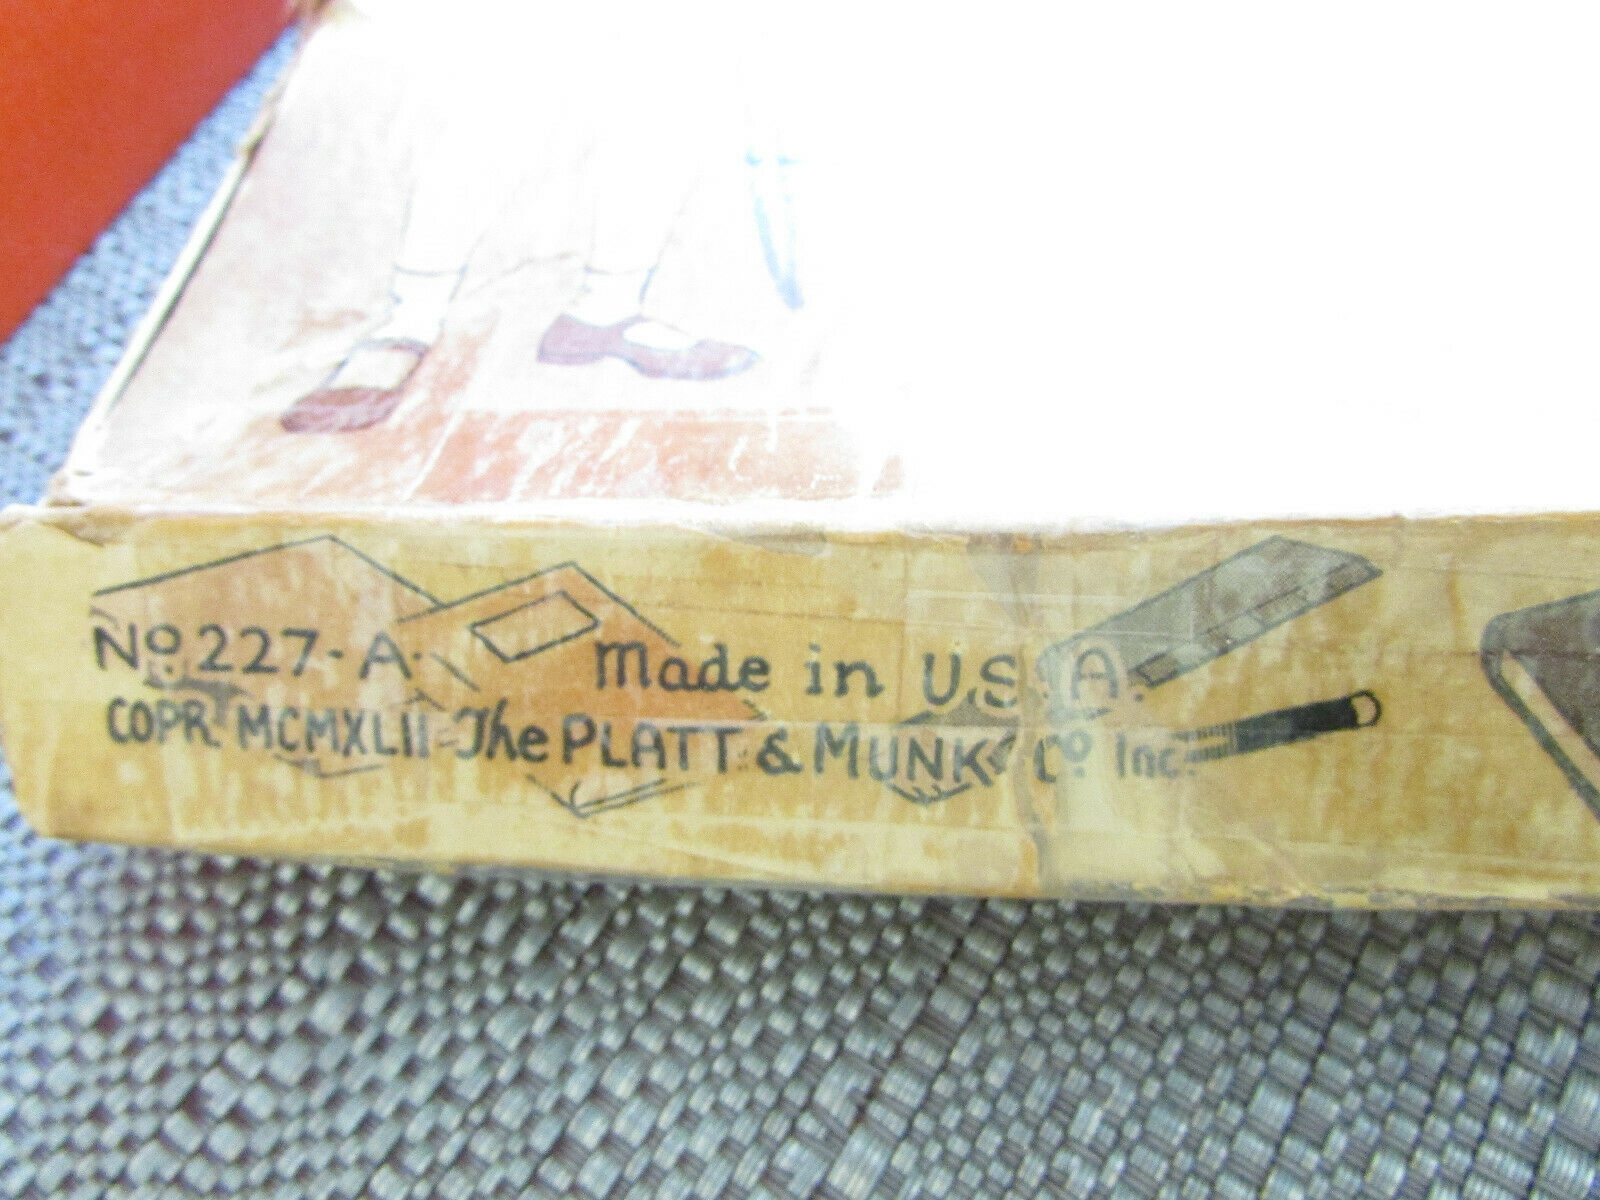 No. 227-A. Made in U.S.A.
COPR. MCMXLII - The PLATT & MUNK Co. Inc.